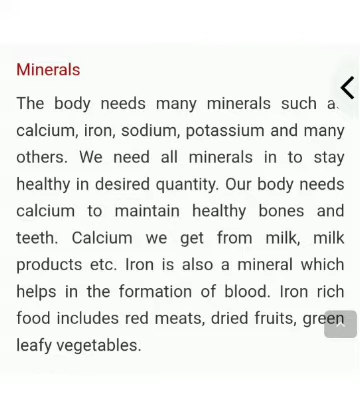 Minerals
The body needs many minerals such a
calcium, iron, sodium, potassium and many
others. We need all minerals in to stay
healthy in desired quantity. Our body needs
calcium to maintain healthy bones and
teeth. Calcium we get from milk, milk
products etc. Iron is also a mineral which
helps in the formation of blood. Iron rich
food includes red meats, dried fruits, green
leafy vegetables.